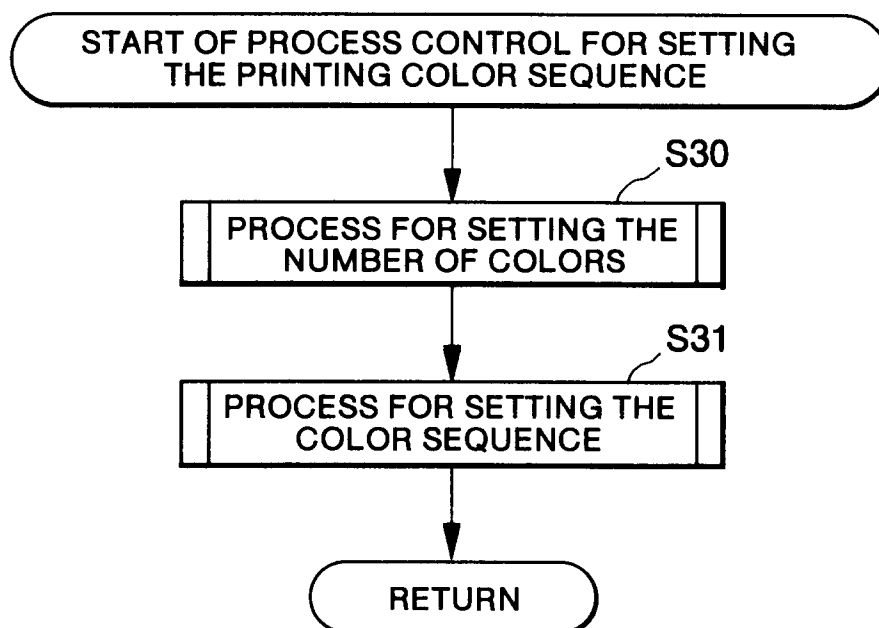 START OF PROCESS CONTROL FOR SETTING
THE PRINTING COLOR SEQUENCE
S30
PROCESS FOR SETTING THE
NUMBER OF COLORS
S31
PROCESS FOR SETTING THE
COLOR SEQUENCE
RETURN